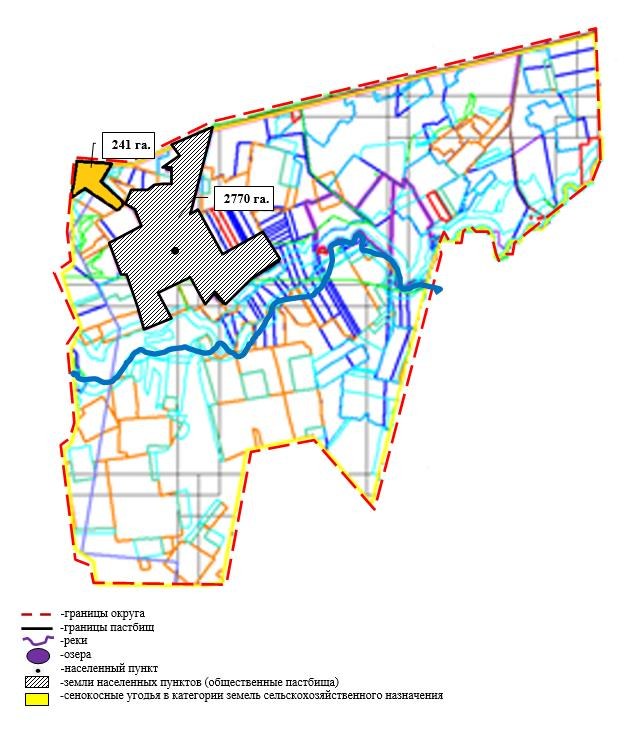 241 га.
2770 га.
-границы округа
-границы пастбищ
-реки
-озера
-населенный пункт
-земли населенных пунктов (общественные пастбища)
-сенокосные угодья в категории земель сельскохозяйственного назначения